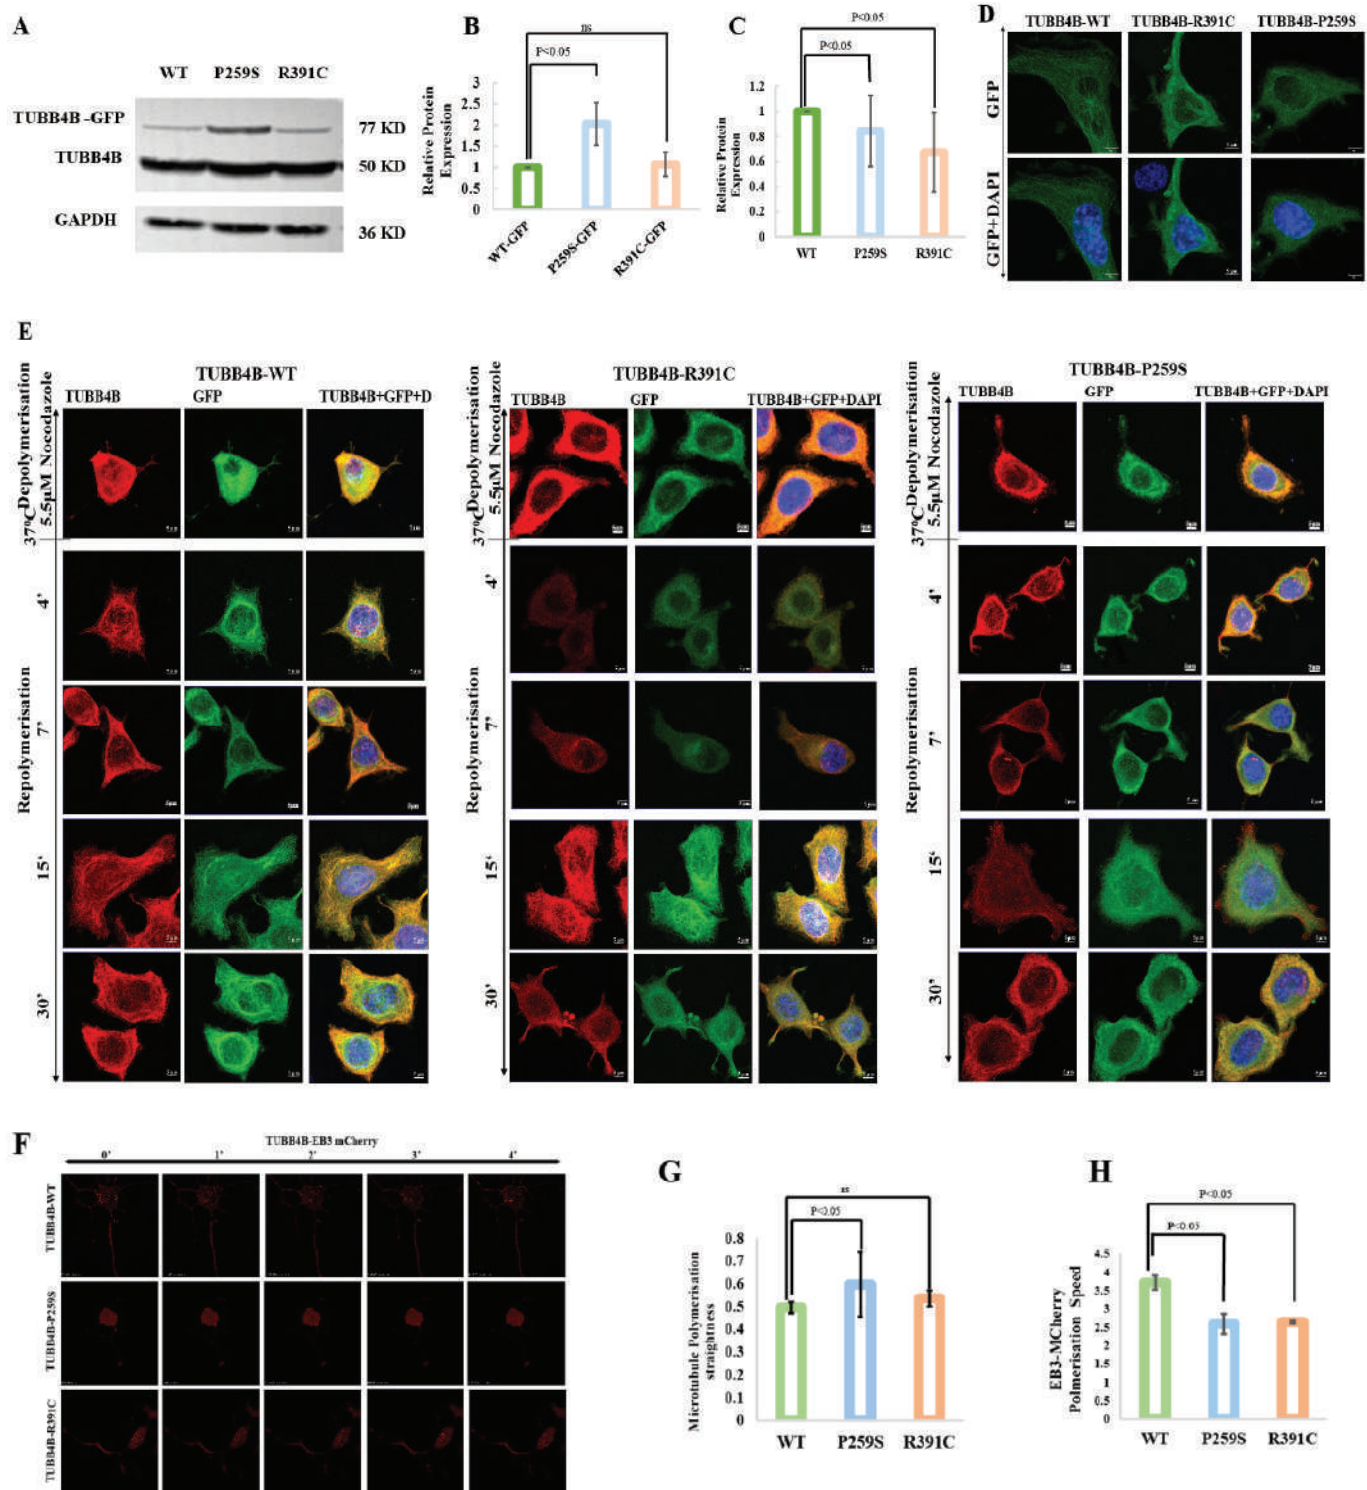 A
WT P259S R391C
TUBB4B -GFP
77 KD
TUBB4B
50 KD
GAPDH
36 KD
B
ns
P<0.05
Relative Protein
Expression
3
2.5
2
1.5
1
0.5
0
WT-GFP
P259S-GFP
R391C-GFP
C
P<0.05
P<0.05
Relative Protein
Expression
1.2
1
0.8
0.6
0.4
0.2
0
WT P259S R391C
D
TUBB4B-WT TUBB4B-R391C TUBB4B-P259S
GFP
GFP+DAPI
E
TUBB4B-WT
TUBB4B GFP TUBB4B+GFP+D
37⁰C Depolymerisation
5.5µM Nocodazole
Repolymerisation
4’
7’
15‘
30’
TUBB4B-R391C
TUBB4B GFP TUBB4B+GFP+DAPI
37⁰C Depolymerisation
5.5µM Nocodazole
Repolymerisation
4’
7’
15‘
30’
TUBB4B-P259S
TUBB4B GFP TUBB4B+GFP+DAPI
37⁰C Depolymerisation
5.5µM Nocodazole
Repolymerisation
4’
7’
15‘
30’
F
TUBB4B-EB3 mCherry
0’ 1’ 2’ 3’ 4’
TUBB4B-WT
TUBB4B-P259S
TUBB4B-R391C
G
ns
P<0.05
Microtubule Polymerisation
straightness
0.8
0.7
0.6
0.5
0.4
0.3
0.2
0.1
0
WT P259S R391C
H
P<0.05
P<0.05
EB3-MCherry
Polmerisation Speed
4.5
4
3.5
3
2.5
2
1.5
1
0.5
0
WT P259S R391C